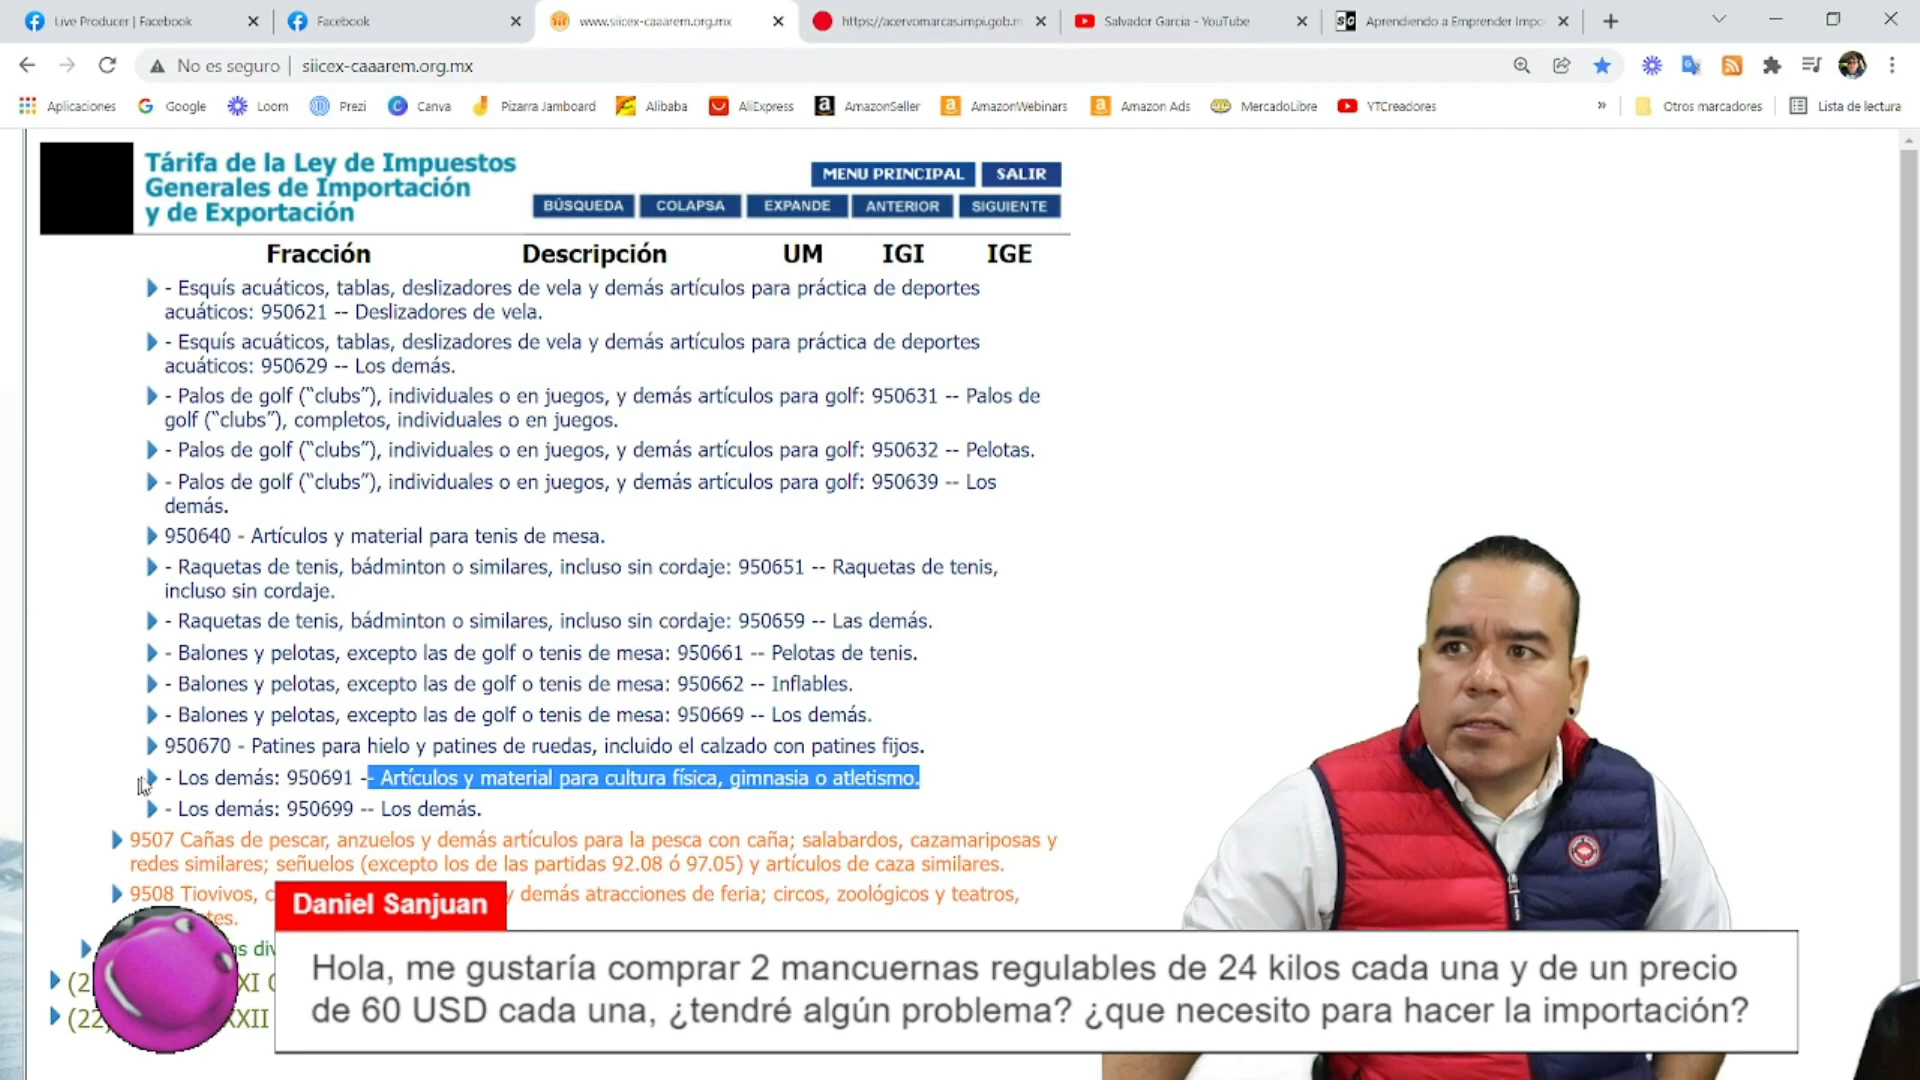 Live Producer | Facebook
Facebook
www.siicex-caaarem.org.mx
https://acervomarcas.impi.gob.m
Salvador Garcia - YouTube
Aprendiendo a Emprender Impo
No es seguro
siicex-caaarem.org.mx
Aplicaciones
Google
Loom
Prezi
Canva
Pizarra Jamboard
Alibaba
AliExpress
AmazonSeller
AmazonWebinars
Amazon Ads
MercadoLibre
YTCreadores
»
Otros marcadores
Lista de lectura
Tárifa de la Ley de Impuestos
Generales de Importación
y de Exportación
MENU PRINCIPAL
SALIR
BÚSQUEDA
COLAPSA
EXPANDE
ANTERIOR
SIGUIENTE
Fracción Descripción UM IGI IGE
- Esquís acuáticos, tablas, deslizadores de vela y demás artículos para práctica de deportes
acuáticos: 950621 -- Deslizadores de vela.
- Esquís acuáticos, tablas, deslizadores de vela y demás artículos para práctica de deportes
acuáticos: 950629 -- Los demás.
- Palos de golf (“clubs”), individuales o en juegos, y demás artículos para golf: 950631 -- Palos de
golf (“clubs”), completos, individuales o en juegos.
- Palos de golf (“clubs”), individuales o en juegos, y demás artículos para golf: 950632 -- Pelotas.
- Palos de golf (“clubs”), individuales o en juegos, y demás artículos para golf: 950639 -- Los
demás.
950640 - Artículos y material para tenis de mesa.
- Raquetas de tenis, bádminton o similares, incluso sin cordaje: 950651 -- Raquetas de tenis,
incluso sin cordaje.
- Raquetas de tenis, bádminton o similares, incluso sin cordaje: 950659 -- Las demás.
- Balones y pelotas, excepto las de golf o tenis de mesa: 950661 -- Pelotas de tenis.
- Balones y pelotas, excepto las de golf o tenis de mesa: 950662 -- Inflables.
- Balones y pelotas, excepto las de golf o tenis de mesa: 950669 -- Los demás.
950670 - Patines para hielo y patines de ruedas, incluido el calzado con patines fijos.
- Los demás: 950691 -- Artículos y material para cultura física, gimnasia o atletismo.
- Los demás: 950699 -- Los demás.
9507 Cañas de pescar, anzuelos y demás artículos para la pesca con caña; salabardos, cazamariposas y
redes similares; señuelos (excepto los de las partidas 92.08 ó 97.05) y artículos de caza similares.
9508 Tiovivos, c y demás atracciones de feria; circos, zoológicos y teatros,
tes.
s div
(2 XI
(22) XXII
Daniel Sanjuan
Hola, me gustaría comprar 2 mancuernas regulables de 24 kilos cada una y de un precio
de 60 USD cada una, ¿tendré algún problema? ¿que necesito para hacer la importación?